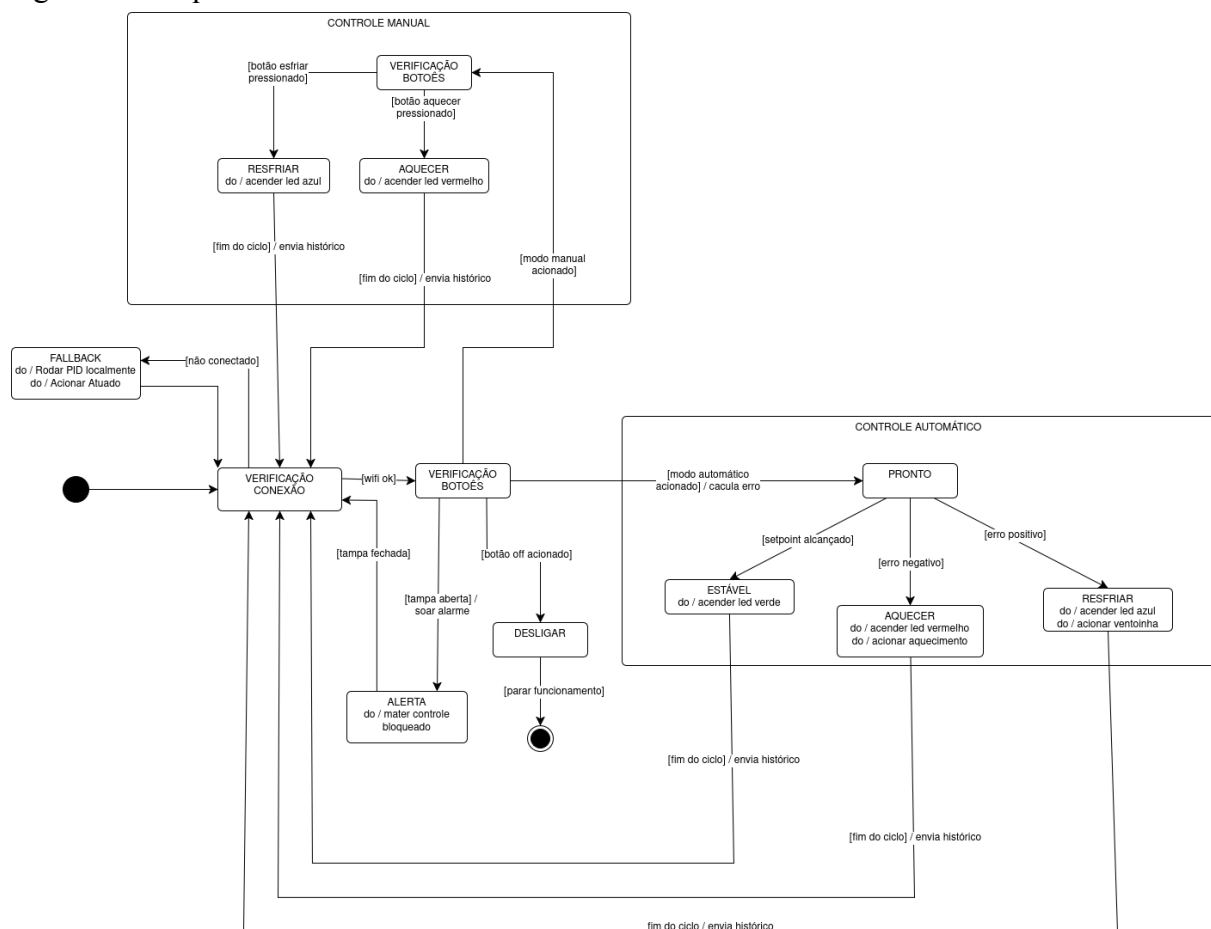 CONTROLE MANUAL
[botão esfriar
pressionado]
VERIFICAÇÃO
BOTOÊS
[botão aquecer
pressionado]
RESFRIAR
do / acender led azul
AQUECER
do / acender led vermelho
[fim do ciclo] / envia histórico
[modo manual
acionado]
[fim do ciclo] / envia histórico
FALLBACK
do / Rodar PID localmente
do / Acionar Atuado
[não conectado]
CONTROLE AUTOMÁTICO
VERIFICAÇÃO
CONEXÃO
[wifi ok]
VERIFICAÇÃO
BOTOÊS
[modo automático
acionado] / cacula erro
PRONTO
[tampa fechada]
[botão off acionado]
[setpoint alcançado]
[erro negativo]
[erro positivo]
[tampa aberta] /
soar alarme
ESTÁVEL
do / acender led verde
AQUECER
do / acender led vermelho
do / acionar aquecimento
RESFRIAR
do / acender led azul
do / acionar ventoinha
DESLIGAR
[parar funcionamento]
ALERTA
do / mater controle
bloqueado
[fim do ciclo] / envia histórico
[fim do ciclo] / envia histórico
fim do ciclo / envia histórico